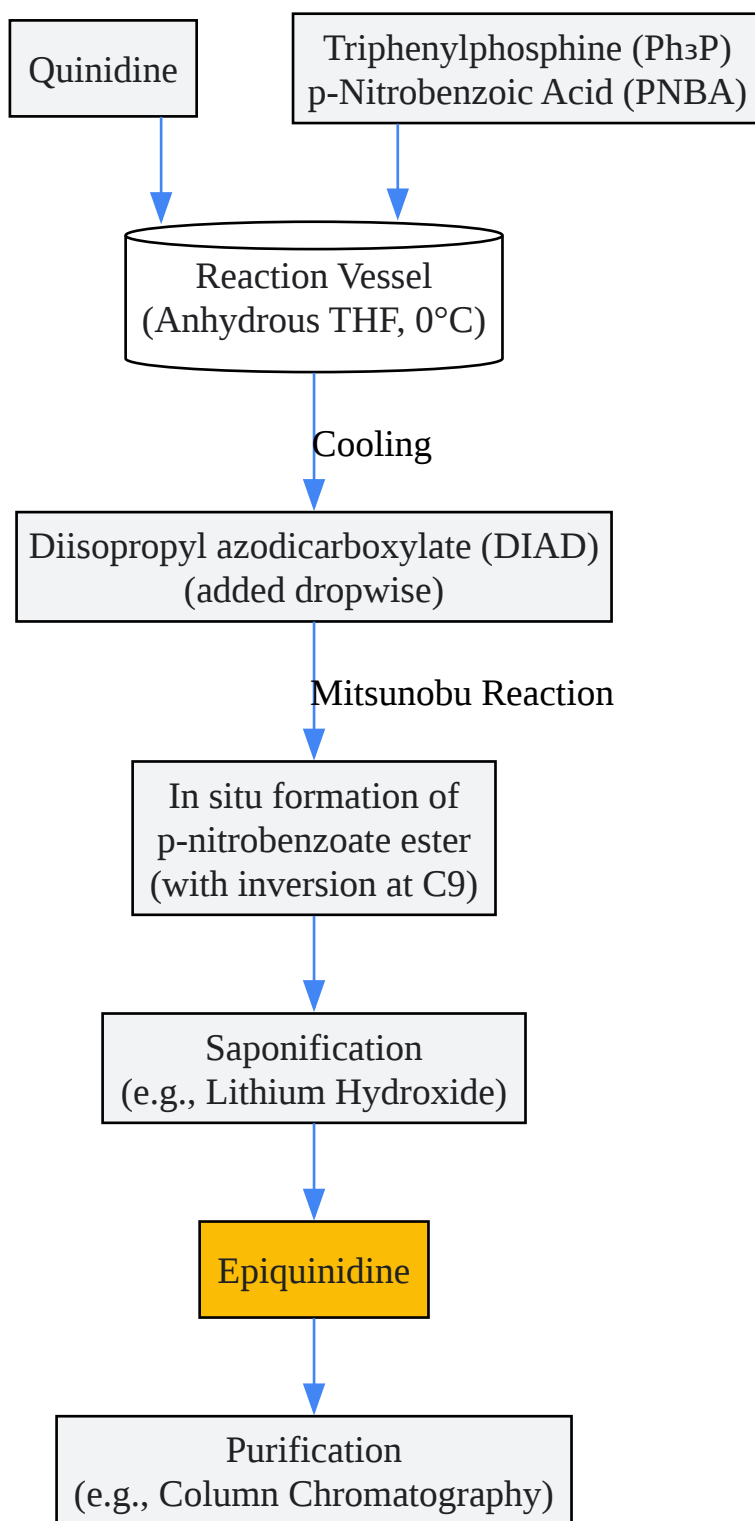 Quinidine
Triphenylphosphine (Ph₃P)
p-Nitrobenzoic Acid (PNBA)
Reaction Vessel
(Anhydrous THF, 0°C)
Cooling
Diisopropyl azodicarboxylate (DIAD)
(added dropwise)
Mitsunobu Reaction
In situ formation of
p-nitrobenzoate ester
(with inversion at C9)
Saponification
(e.g., Lithium Hydroxide)
Epiquinidine
Purification
(e.g., Column Chromatography)